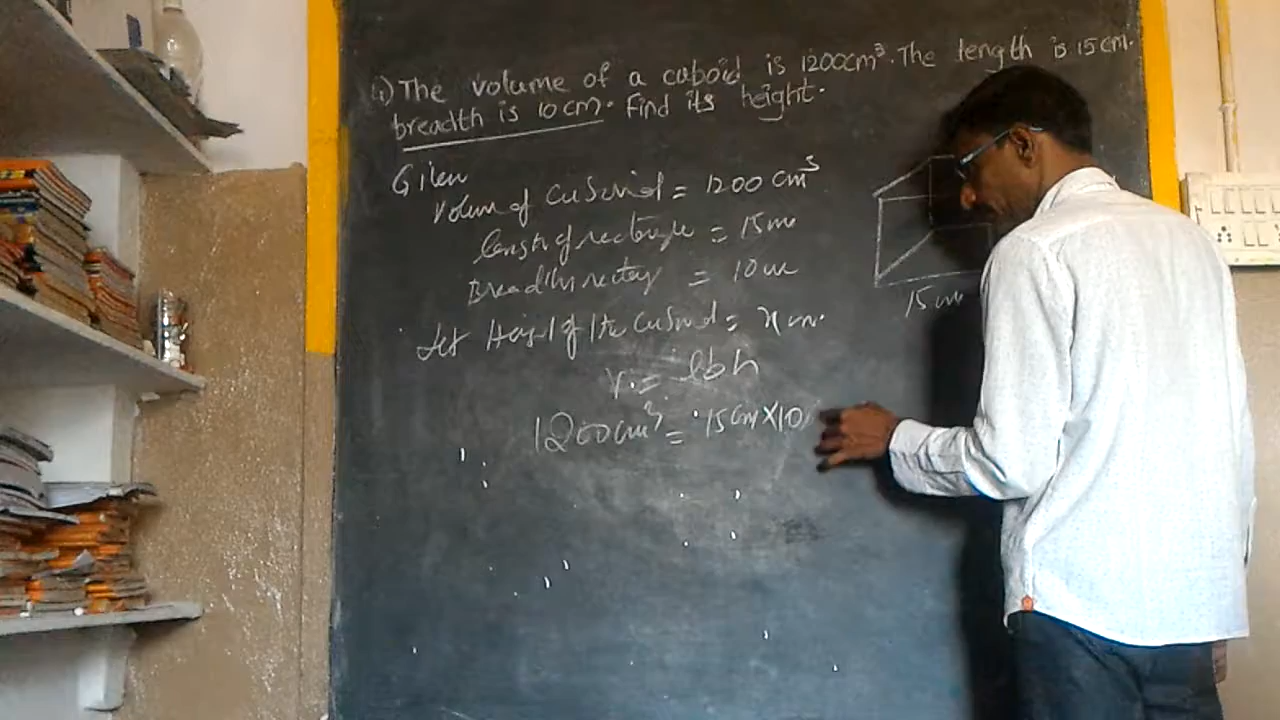 4) The volume of a cuboid is 1200cm³. The length is 15cm.
breadth is 10cm. Find its height.
Given
Volum of cuboid = 1200 cm³
length of rectangle = 15cm
Breadth = 10cm
let Height of the cuboid = x cm.
V. = lbh
1200cm³ = 15cm×10
15cm